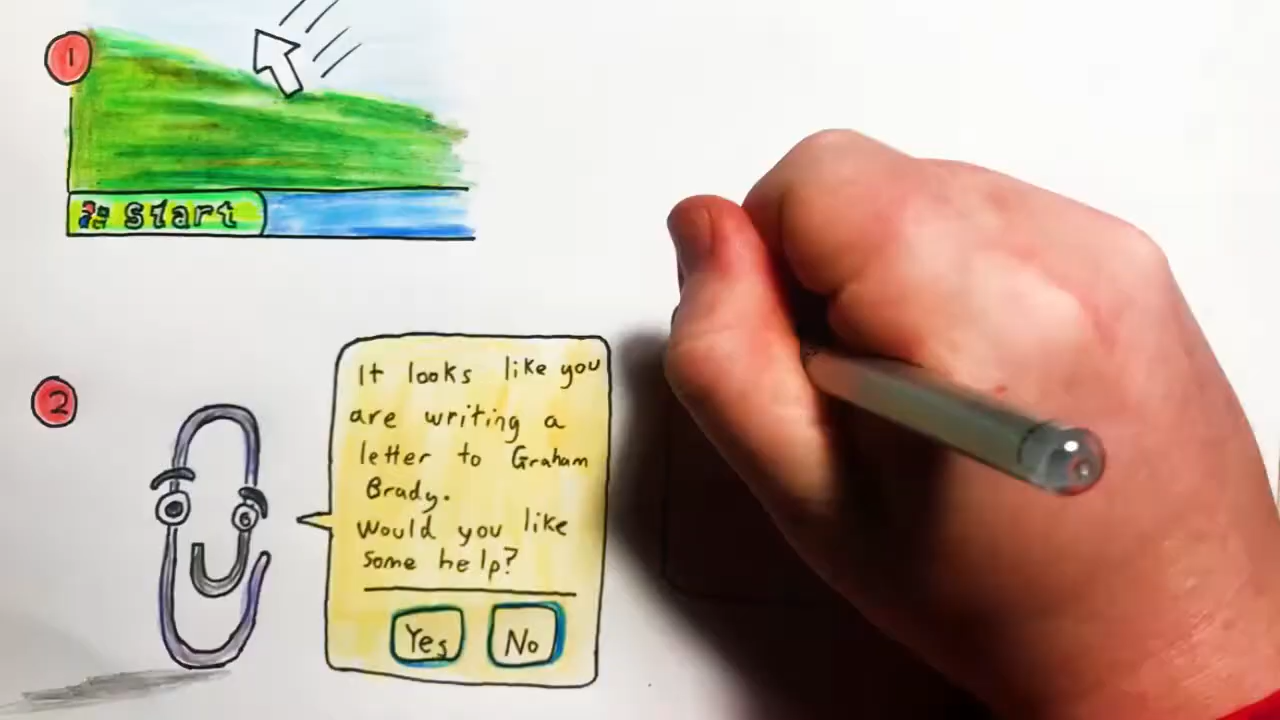 1
start
2
It looks like you
are writing a
letter to Graham
Brady.
Would you like
some help?
Yes No